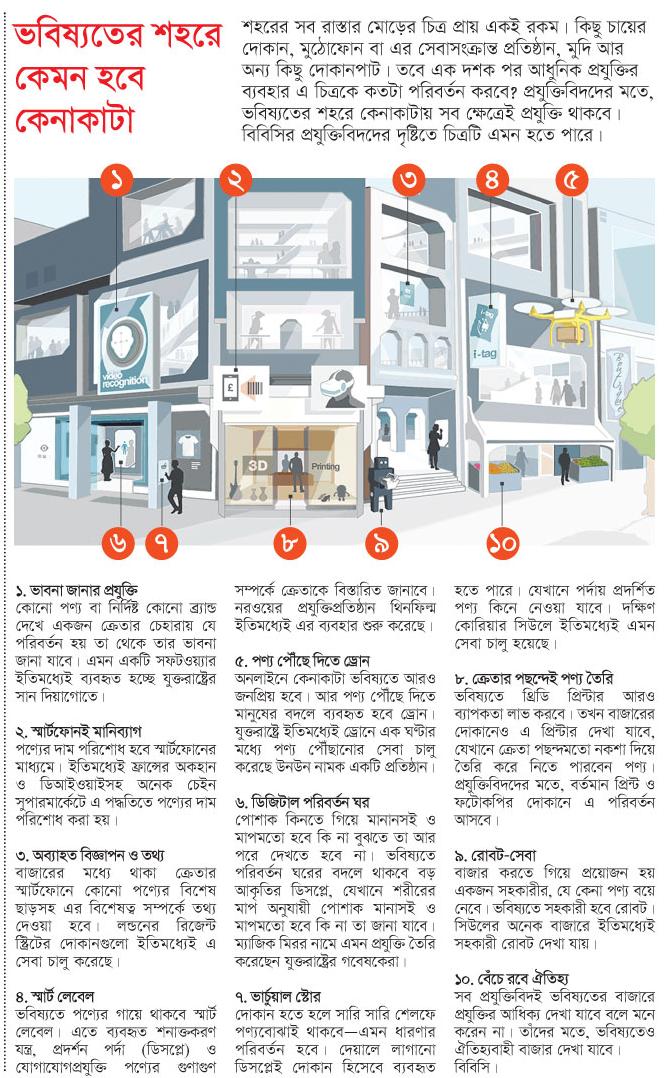 ভবিষ্যতের শহরে
কেমন হবে
কেনাকাটা
শহরের সব রাস্তার মোড়ের চিত্র প্রায় একই রকম। কিছু চায়ের
দোকান, মুঠোফোন বা এর সেবাসংক্রান্ত প্রতিষ্ঠান, মুদি আর
অন্য কিছু দোকানপাট। তবে এক দশক পর আধুনিক প্রযুক্তির
ব্যবহার এ চিত্রকে কতটা পরিবর্তন করবে? প্রযুক্তিবিদদের মতে,
ভবিষ্যতের শহরে কেনাকাটায় সব ক্ষেত্রেই প্রযুক্তি থাকবে।
বিবিসির প্রযুক্তিবিদদের দৃষ্টিতে চিত্রটি এমন হতে পারে।
১ ২ ৩ ৪ ৫
i-tag
i-tag
video
recognition
£
Boutique
3D Printing
৬ ৭ ৮ ৯ ১০
১. ভাবনা জানার প্রযুক্তি
কোনো পণ্য বা নির্দিষ্ট কোনো ব্র্যান্ড
দেখে একজন ক্রেতার চেহারায় যে
পরিবর্তন হয় তা থেকে তার ভাবনা
জানা যাবে। এমন একটি সফটওয়্যার
ইতিমধ্যেই ব্যবহৃত হচ্ছে যুক্তরাষ্ট্রের
সান দিয়াগোতে।
২. স্মার্টফোনই মানিব্যাগ
পণ্যের দাম পরিশোধ হবে স্মার্টফোনের
মাধ্যমে। ইতিমধ্যেই ফ্রান্সের অকহান
ও ডিআইওয়াইসহ অনেক চেইন
সুপারমার্কেটে এ পদ্ধতিতে পণ্যের দাম
পরিশোধ করা হয়।
৩. অব্যাহত বিজ্ঞাপন ও তথ্য
বাজারের মধ্যে থাকা ক্রেতার
স্মার্টফোনে কোনো পণ্যের বিশেষ
ছাড়সহ এর বিশেষত্ব সম্পর্কে তথ্য
দেওয়া হবে। লন্ডনের রিজেন্ট
স্ট্রিটের দোকানগুলো ইতিমধ্যেই এ
সেবা চালু করেছে।
৪. স্মার্ট লেবেল
ভবিষ্যতে পণ্যের গায়ে থাকবে স্মার্ট
লেবেল। এতে ব্যবহৃত শনাক্তকরণ
যন্ত্র, প্রদর্শন পর্দা (ডিসপ্লে) ও
যোগাযোগপ্রযুক্তি পণ্যের গুণাগুণ
সম্পর্কে ক্রেতাকে বিস্তারিত জানাবে।
নরওয়ের প্রযুক্তিপ্রতিষ্ঠান থিনফিল্ম
ইতিমধ্যেই এর ব্যবহার শুরু করেছে।
৫. পণ্য পৌঁছে দিতে ড্রোন
অনলাইনে কেনাকাটা ভবিষ্যতে আরও
জনপ্রিয় হবে। আর পণ্য পৌঁছে দিতে
মানুষের বদলে ব্যবহৃত হবে ড্রোন।
যুক্তরাষ্ট্রে ইতিমধ্যেই ড্রোনে এক ঘণ্টার
মধ্যে পণ্য পৌঁছানোর সেবা চালু
করেছে উনউন নামক একটি প্রতিষ্ঠান।
৬. ডিজিটাল পরিবর্তন ঘর
পোশাক কিনতে গিয়ে মানানসই ও
মাপমতো হবে কি না বুঝতে তা আর
পরে দেখতে হবে না। ভবিষ্যতে
পরিবর্তন ঘরের বদলে থাকবে বড়
আকৃতির ডিসপ্লে, যেখানে শরীরের
মাপ অনুযায়ী পোশাক মানাসই ও
মাপমতো হবে কি না তা জানা যাবে।
ম্যাজিক মিরর নামে এমন প্রযুক্তি তৈরি
করেছেন যুক্তরাষ্ট্রের গবেষকেরা।
৭. ভার্চুয়াল স্টোর
দোকান হতে হলে সারি সারি শেলফে
পণ্যবোঝাই থাকবে—এমন ধারণার
পরিবর্তন হবে। দেয়ালে লাগানো
ডিসপ্লেই দোকান হিসেবে ব্যবহৃত
হতে পারে। যেখানে পর্দায় প্রদর্শিত
পণ্য কিনে নেওয়া যাবে। দক্ষিণ
কোরিয়ার সিউলে ইতিমধ্যেই এমন
সেবা চালু হয়েছে।
৮. ক্রেতার পছন্দেই পণ্য তৈরি
ভবিষ্যতে থ্রিডি প্রিন্টার আরও
ব্যাপকতা লাভ করবে। তখন বাজারের
দোকানেও এ প্রিন্টার দেখা যাবে,
যেখানে ক্রেতা পছন্দমতো নকশা দিয়ে
তৈরি করে নিতে পারবেন পণ্য।
প্রযুক্তিবিদদের মতে, বর্তমান প্রিন্ট ও
ফটোকপির দোকানে এ পরিবর্তন
আসবে।
৯. রোবট-সেবা
বাজার করতে গিয়ে প্রয়োজন হয়
একজন সহকারীর, যে কেনা পণ্য বয়ে
নেবে। ভবিষ্যতে সহকারী হবে রোবট।
সিউলের অনেক বাজারে ইতিমধ্যেই
সহকারী রোবট দেখা যায়।
১০. বেঁচে রবে ঐতিহ্য
সব প্রযুক্তিবিদই ভবিষ্যতের বাজারে
প্রযুক্তির আধিক্য দেখা যাবে বলে মনে
করেন না। তাঁদের মতে, ভবিষ্যতেও
ঐতিহ্যবাহী বাজার দেখা যাবে।
বিবিসি।